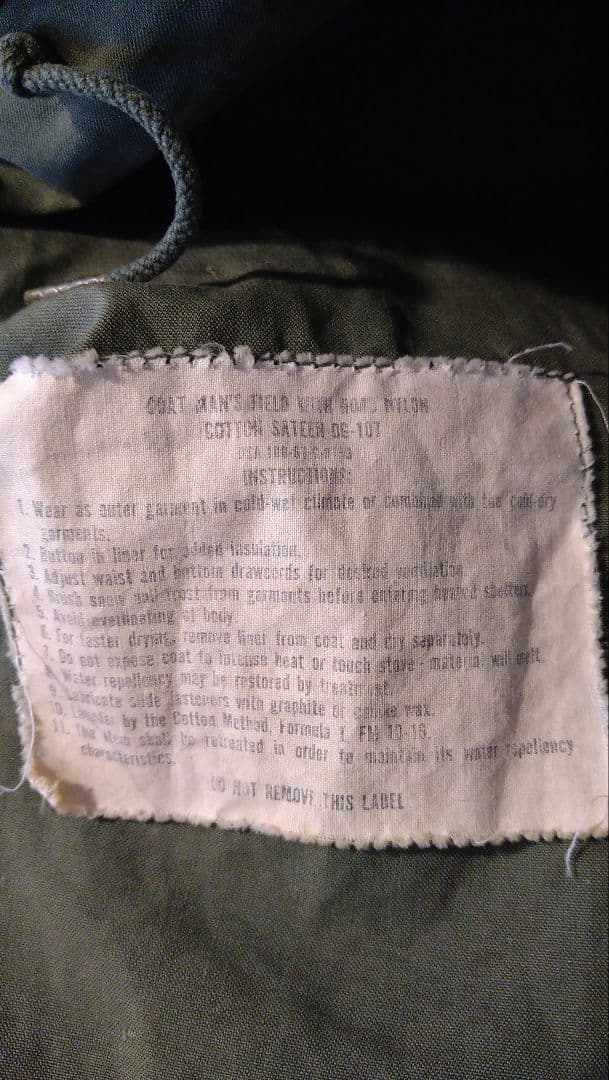 COAT MAN'S FIELD WITH HOOD NYLON
COTTON SATEEN OG-107
DSA 100-
INSTRUCTIONS:
1. Wear as outer garment in cold-wet climate or combined with the cold-dry
garments.
2. Button in liner for added insulation.
3. Adjust waist and bottom drawcords for desired ventilation.
4. Brush snow and frost from garments before entering heated shelters.
5. Avoid overheating of body.
6. For faster drying, remove liner from coat and dry separately.
7. Do not expose coat to intense heat or touch stove - material will melt.
8. Water repellency may be restored by treatment.
9. Lubricate slide fasteners with graphite or candle wax.
10. Launder by the Cotton Method, Formula I, FM 10-16.
11. The item shall be retreated in order to maintain its water repellency
characteristics.
DO NOT REMOVE THIS LABEL